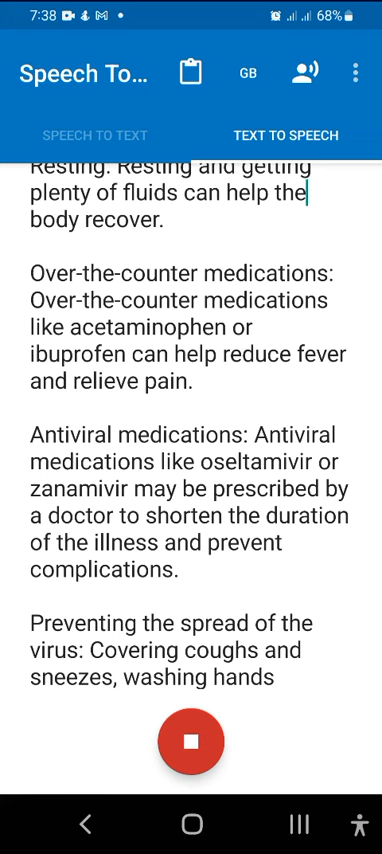 7:38
68%
Speech To...
GB
SPEECH TO TEXT
TEXT TO SPEECH
Resting: Resting and getting
plenty of fluids can help the
body recover.
Over-the-counter medications:
Over-the-counter medications
like acetaminophen or
ibuprofen can help reduce fever
and relieve pain.
Antiviral medications: Antiviral
medications like oseltamivir or
zanamivir may be prescribed by
a doctor to shorten the duration
of the illness and prevent
complications.
Preventing the spread of the
virus: Covering coughs and
sneezes, washing hands